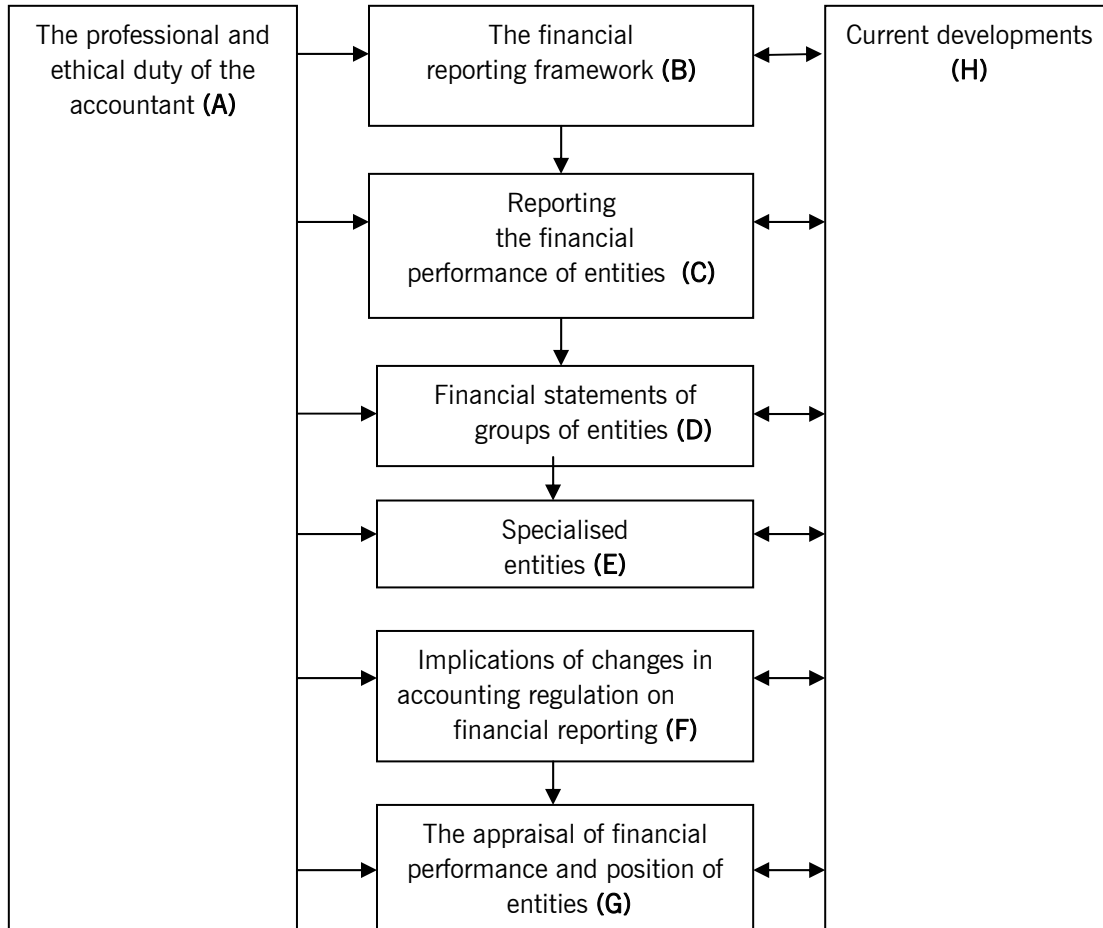 The professional and
ethical duty of the
accountant (A)
The financial
reporting framework (B)
Current developments
(H)
Reporting
the financial
performance of entities (C)
Financial statements of
groups of entities (D)
Specialised
entities (E)
Implications of changes in
accounting regulation on
financial reporting (F)
The appraisal of financial
performance and position of
entities (G)